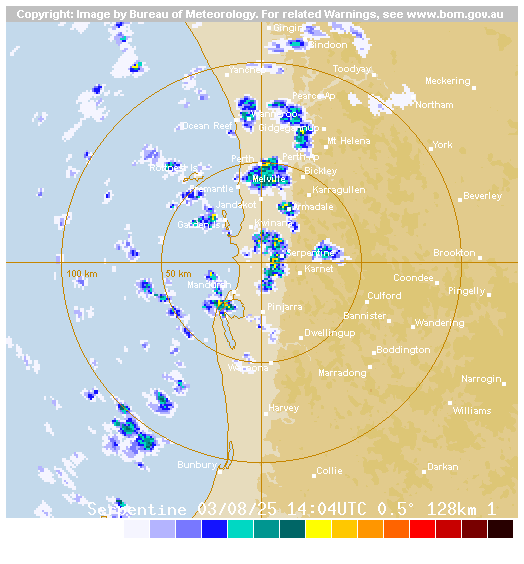 Copyright: Image by Bureau of Meteorology. For related Warnings, see www.bom.gov.au
Gingin
Bindoon
Yanchep
Toodyay
Meckering
Pearce Ap
Northam
Wanneroo
Ocean Reef
Gidgegannup
Mt Helena
York
Perth
Perth Ap
Rottnest Is
Bickley
Melville
Fremantle
Karragullen
Beverley
Jandakot
Armadale
Garden Is
Kwinana
Serpentine
Brookton
100 km
50 km
Karnet
Coondee
Mandurah
Pingelly
Culford
Pinjarra
Bannister
Wandering
Dwellingup
Boddington
Waroona
Marradong
Narrogin
Harvey
Williams
Bunbury
Collie
Darkan
Serpentine 03/08/25 14:04UTC 0.5° 128km 1